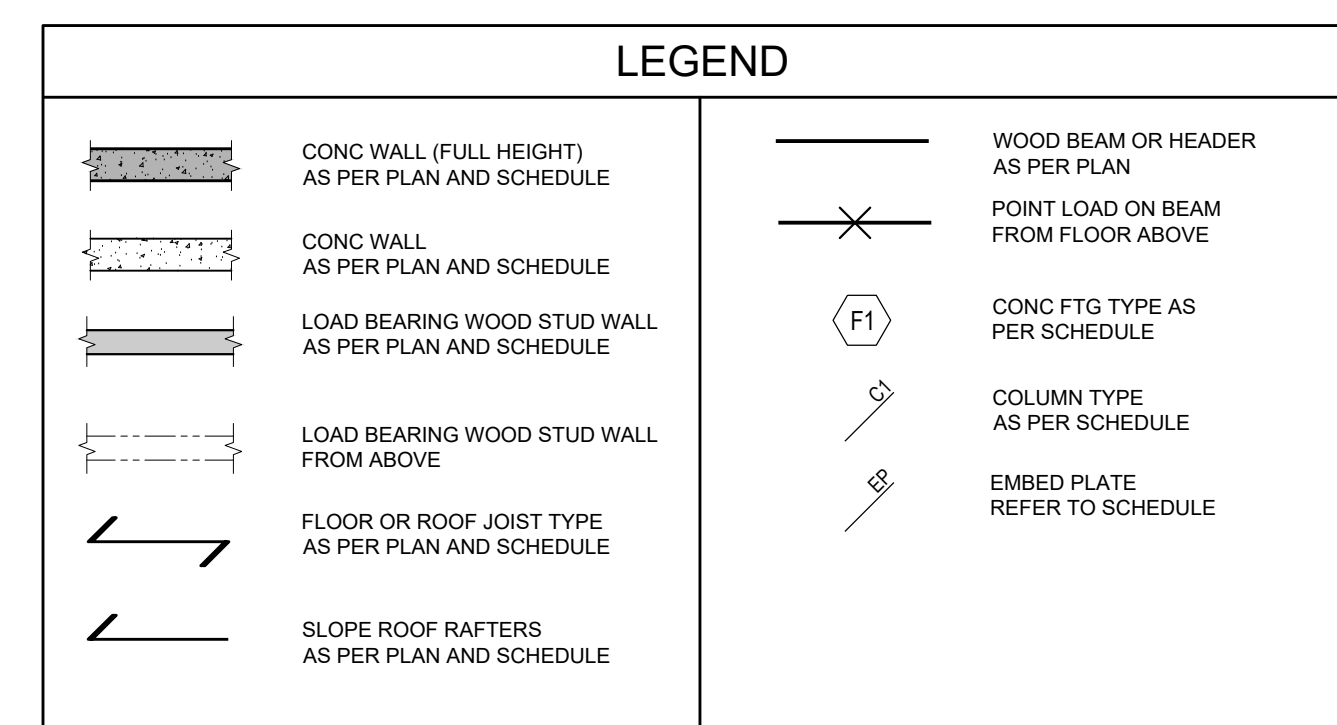 LEGEND
CONC WALL (FULL HEIGHT)
AS PER PLAN AND SCHEDULE
CONC WALL
AS PER PLAN AND SCHEDULE
LOAD BEARING WOOD STUD WALL
AS PER PLAN AND SCHEDULE
LOAD BEARING WOOD STUD WALL
FROM ABOVE
FLOOR OR ROOF JOIST TYPE
AS PER PLAN AND SCHEDULE
SLOPE ROOF RAFTERS
AS PER PLAN AND SCHEDULE
WOOD BEAM OR HEADER
AS PER PLAN
POINT LOAD ON BEAM
FROM FLOOR ABOVE
F1
CONC FTG TYPE AS
PER SCHEDULE
C1
COLUMN TYPE
AS PER SCHEDULE
EP
EMBED PLATE
REFER TO SCHEDULE